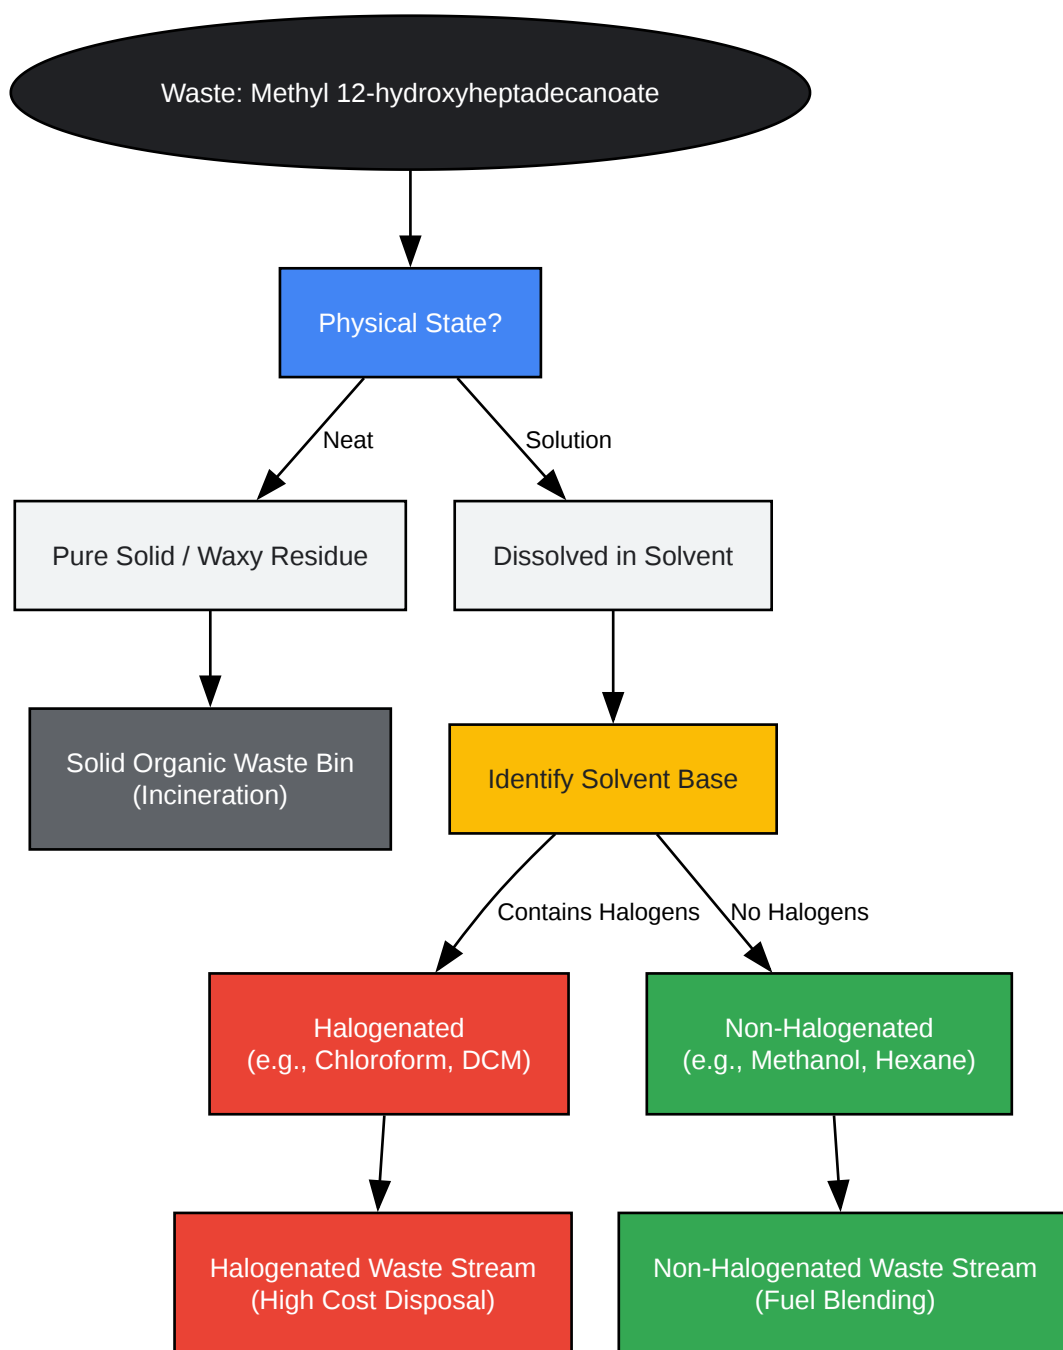 Waste: Methyl 12-hydroxyheptadecanoate
Physical State?
Neat
Solution
Pure Solid / Waxy Residue
Dissolved in Solvent
Solid Organic Waste Bin
(Incineration)
Identify Solvent Base
Contains Halogens
No Halogens
Halogenated
(e.g., Chloroform, DCM)
Non-Halogenated
(e.g., Methanol, Hexane)
Halogenated Waste Stream
(High Cost Disposal)
Non-Halogenated Waste Stream
(Fuel Blending)